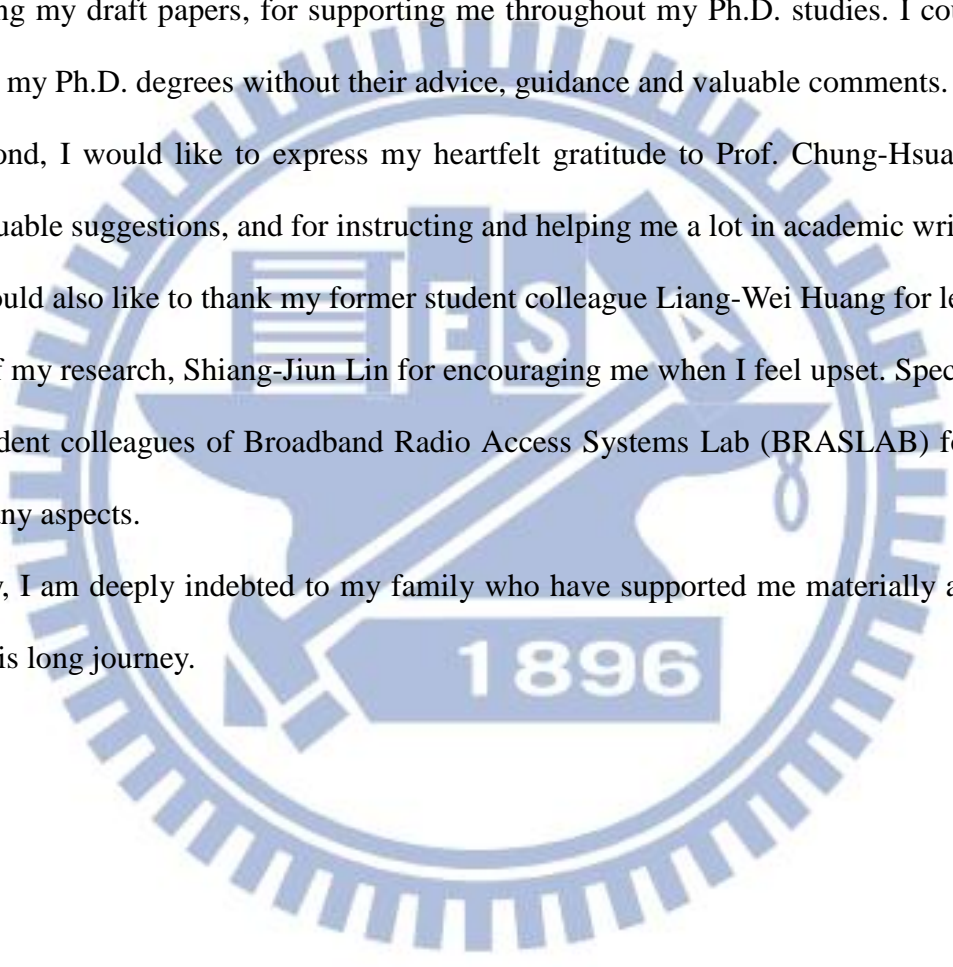 ng my draft papers, for supporting me throughout my Ph.D. studies. I cou
my Ph.D. degrees without their advice, guidance and valuable comments.
ond, I would like to express my heartfelt gratitude to Prof. Chung-Hsua
uable suggestions, and for instructing and helping me a lot in academic wri
ould also like to thank my former student colleague Liang-Wei Huang for le
f my research, Shiang-Jiun Lin for encouraging me when I feel upset. Spec
dent colleagues of Broadband Radio Access Systems Lab (BRASLAB) fo
any aspects.
, I am deeply indebted to my family who have supported me materially a
is long journey.
E S A
1896